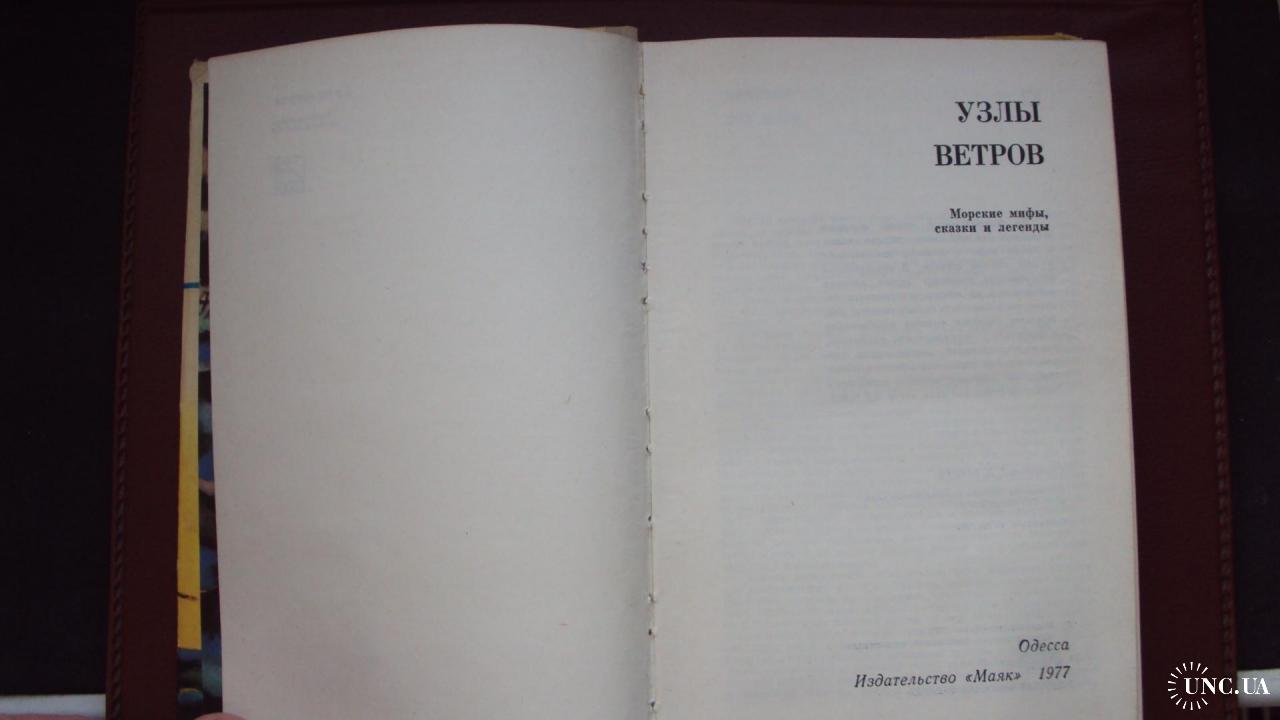 УЗЛЫ
ВЕТРОВ
Морские мифы,
сказки и легенды
Одесса
Издательство «Маяк» 1977
UNC.UA